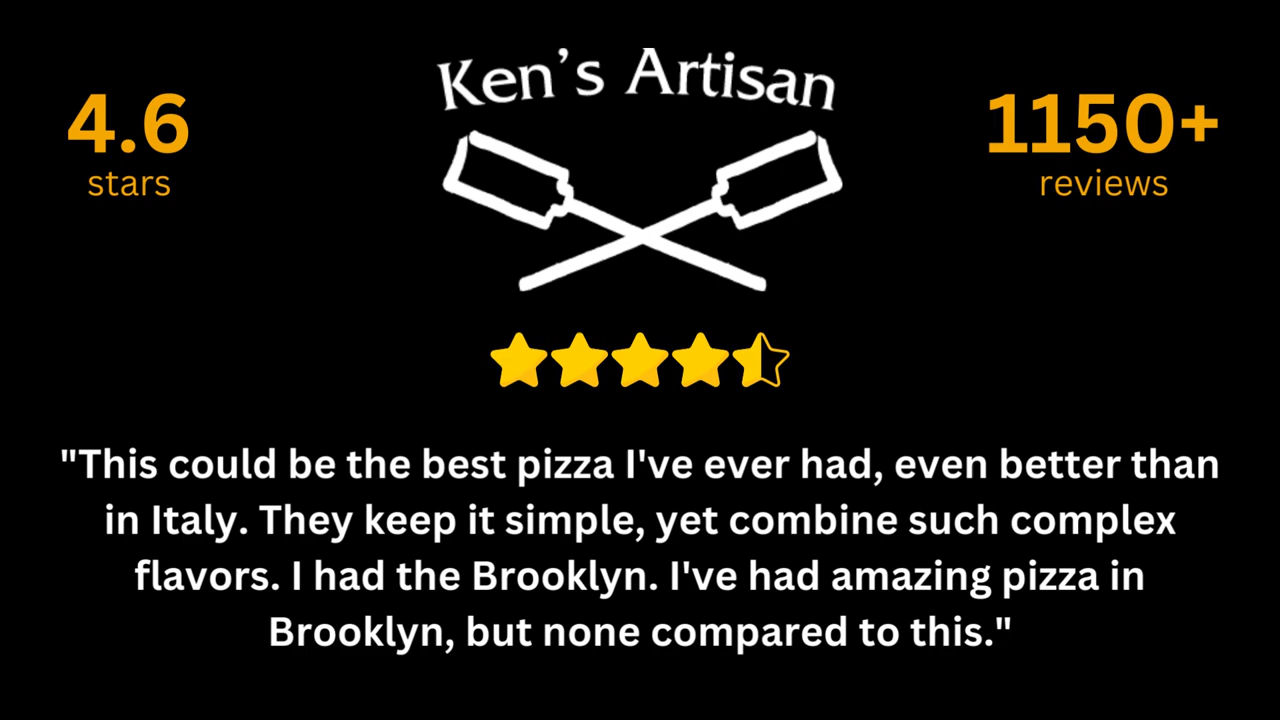 Ken's Artisan
4.6
stars
1150+
reviews
"This could be the best pizza I've ever had, even better than
in Italy. They keep it simple, yet combine such complex
flavors. I had the Brooklyn. I've had amazing pizza in
Brooklyn, but none compared to this."